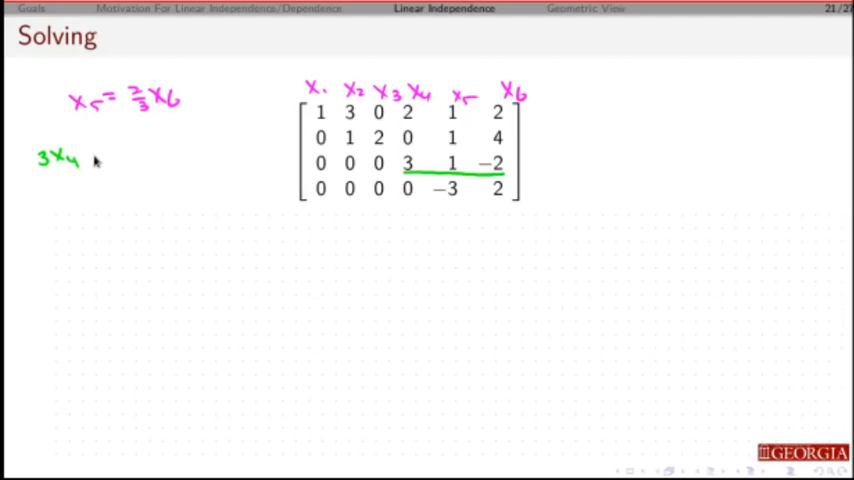 Goals Motivation For Linear Independence/Dependence Linear Independence Geometric View 21/27
Solving
x₅ = 2/3 x₆
x₁ x₂ x₃ x₄ x₅ x₆
1 3 0 2 1 2
0 1 2 0 1 4
3x₄
0 0 0 3 1 −2
0 0 0 0 −3 2
GEORGIA